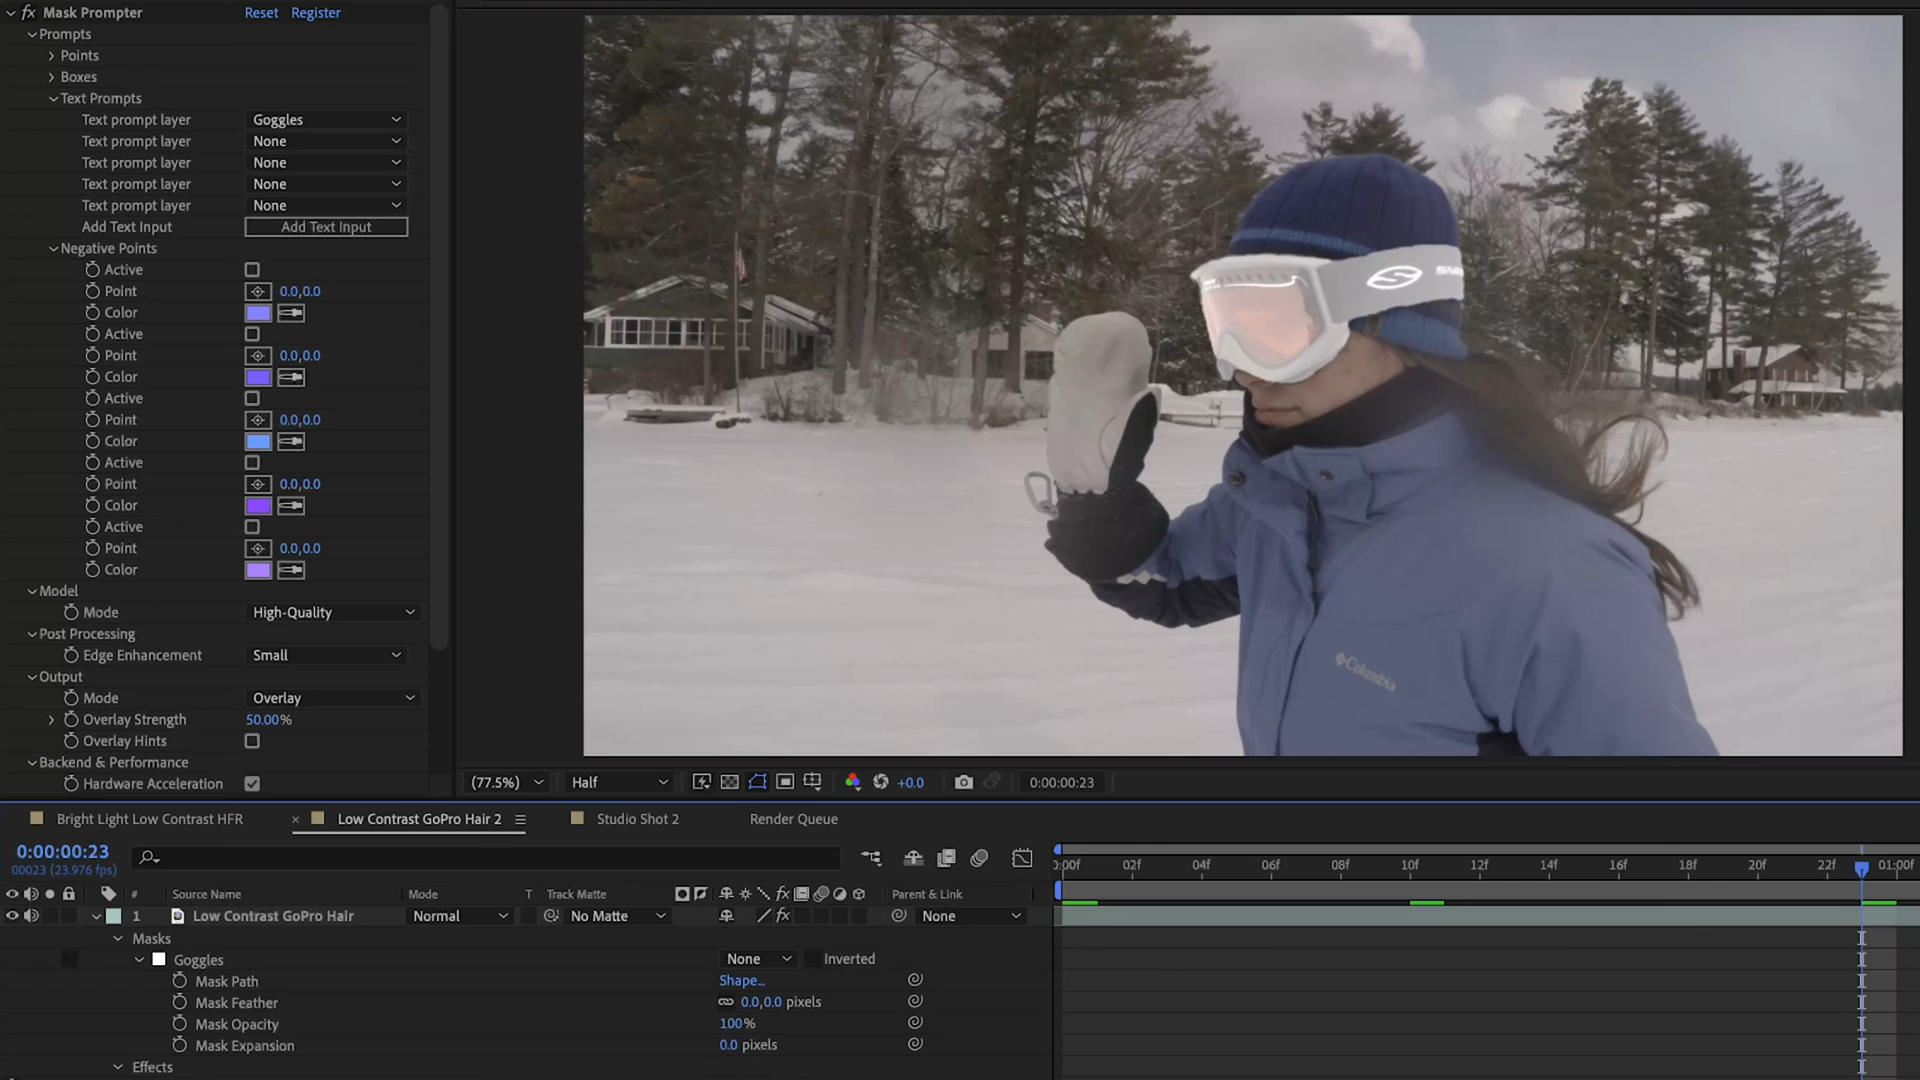 fx Mask Prompter Reset Register
Prompts
Points
Boxes
Text Prompts
Text prompt layer Goggles
Text prompt layer None
Text prompt layer None
Text prompt layer None
Text prompt layer None
Add Text Input Add Text Input
Negative Points
Active
Point 0.0,0.0
Color
Active
Point 0.0,0.0
Color
Active
Point 0.0,0.0
Color
Active
Point 0.0,0.0
Color
Active
Point 0.0,0.0
Color
Model
Mode High-Quality
Post Processing
Edge Enhancement Small
Output
Mode Overlay
Overlay Strength 50.00%
Overlay Hints
Backend & Performance
Hardware Acceleration
Columbia
(77.5%) Half +0.0 0:00:00:23
Bright Light Low Contrast HFR × Low Contrast GoPro Hair 2 Studio Shot 2 Render Queue
0:00:00:23
00023 (23.976 fps)
0:00f 02f 04f 06f 08f 10f 12f 14f 16f 18f 20f 22f 01:00f
# Source Name Mode T Track Matte fx Parent & Link
1 Low Contrast GoPro Hair Normal No Matte fx None
Masks
Goggles None Inverted
Mask Path Shape...
Mask Feather 0.0,0.0 pixels
Mask Opacity 100%
Mask Expansion 0.0 pixels
Effects